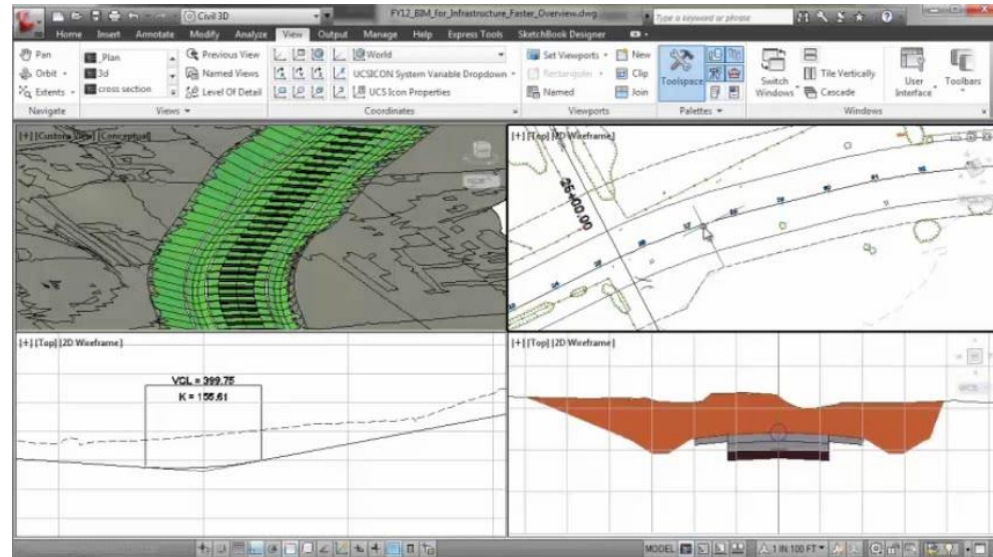 Civil 3D
FY12_BIM_for_Infrastructure_Faster_Overview.dwg
Type a keyword or phrase
Home Insert Annotate Modify Analyze View Output Manage Help Express Tools SketchBook Designer
Pan
Orbit
Extents
Navigate
_Plan
3d
cross section
Previous View
Named Views
Level Of Detail
Views
World
UCSICON System Variable Dropdown
UCS Icon Properties
Coordinates
Set Viewports
Rectangular
Named
New
Clip
Join
Viewports
Toolspace
Palettes
Switch
Windows
Tile Vertically
Cascade
Windows
User
Interface
Toolbars
[+] [Custom View] [Conceptual]
[+] [Top] [2D Wireframe]
25+00.00
[+] [Top] [2D Wireframe]
VCL = 399.75
K = 155.61
[+] [Top] [2D Wireframe]
WCS
MODEL
1 IN:100 FT